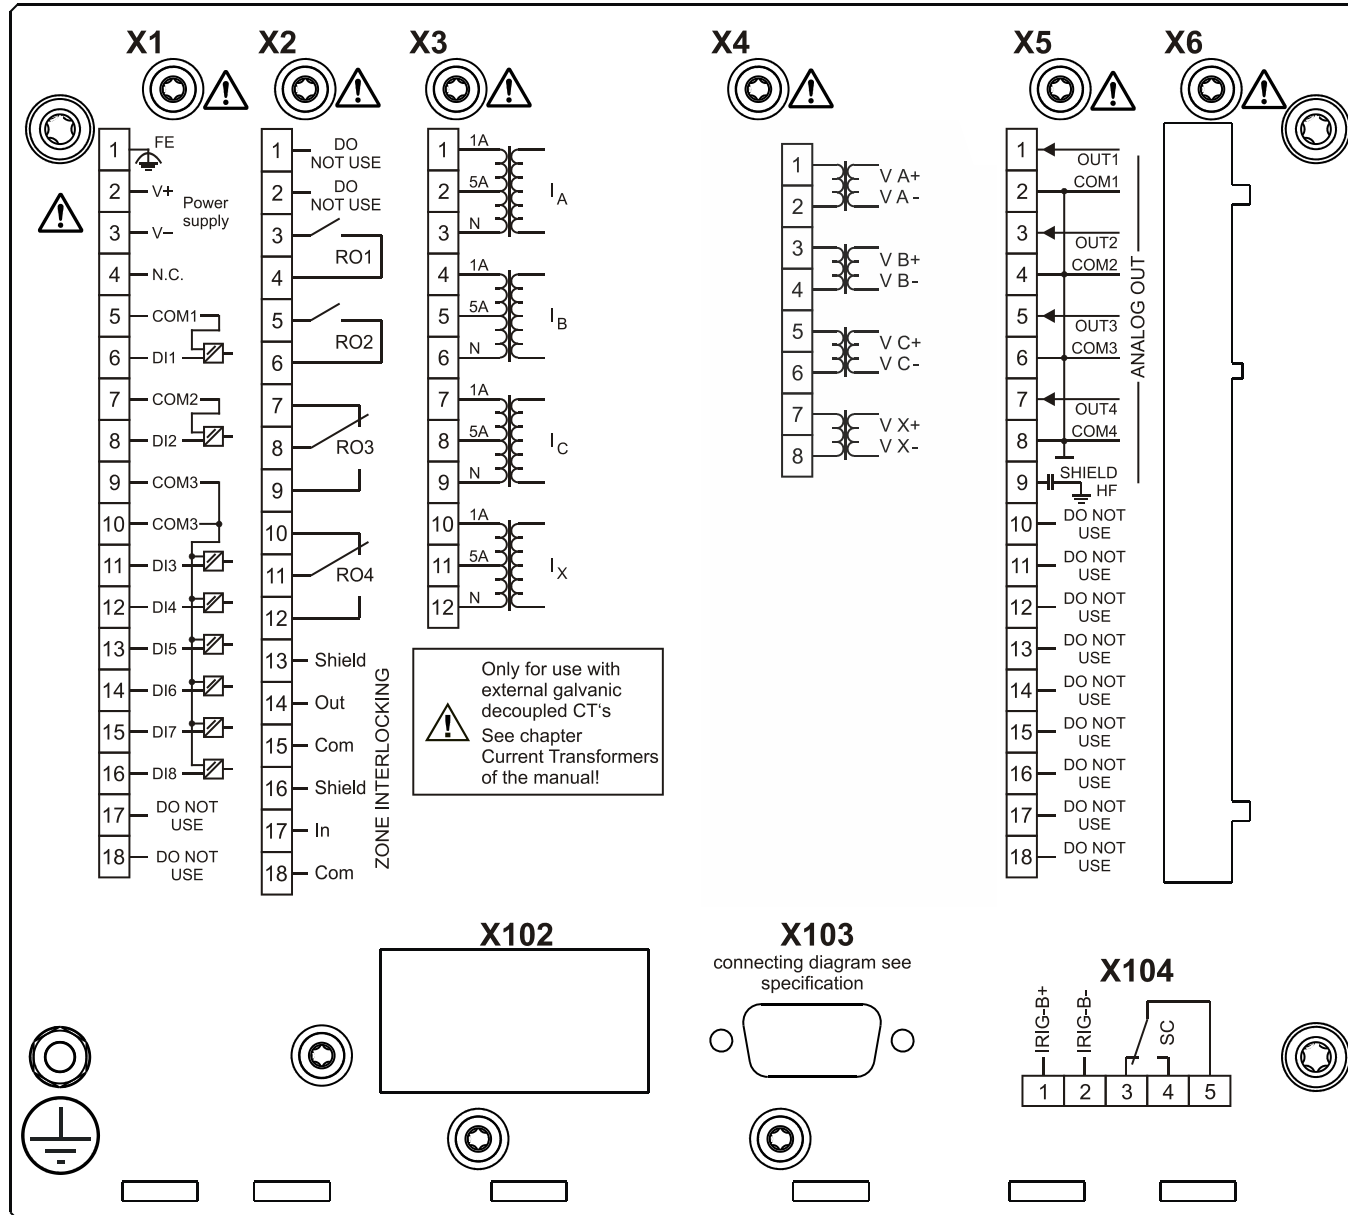 X1
X2
X3
X4
X5
X6
1 FE
2 V+
Power
supply
3 V–
4 N.C.
5 COM1
6 DI1
7 COM2
8 DI2
9 COM3
10 COM3
11 DI3
12 DI4
13 DI5
14 DI6
15 DI7
16 DI8
17 DO NOT
USE
18 DO NOT
USE
1 DO
NOT USE
2 DO
NOT USE
3
RO1
4
5
RO2
6
7
8 RO3
9
10
11 RO4
12
13 Shield
14 Out
15 Com
16 Shield
17 In
18 Com
ZONE INTERLOCKING
1 1A
2 5A IA
3 N
4 1A
5 5A IB
6 N
7 1A
8 5A IC
9 N
10 1A
11 5A IX
12 N
Only for use with
external galvanic
decoupled CT‘s
See chapter
Current Transformers
of the manual!
1 V A+
2 V A-
3 V B+
4 V B-
5 V C+
6 V C-
7 V X+
8 V X-
1 OUT1
2 COM1
3 OUT2
4 COM2
5 OUT3
6 COM3
7 OUT4
8 COM4
ANALOG OUT
9 SHIELD
HF
10 DO NOT
USE
11 DO NOT
USE
12 DO NOT
USE
13 DO NOT
USE
14 DO NOT
USE
15 DO NOT
USE
16 DO NOT
USE
17 DO NOT
USE
18 DO NOT
USE
X102
X103
connecting diagram see
specification
X104
IRIG-B+
IRIG-B-
SC
1 2 3 4 5